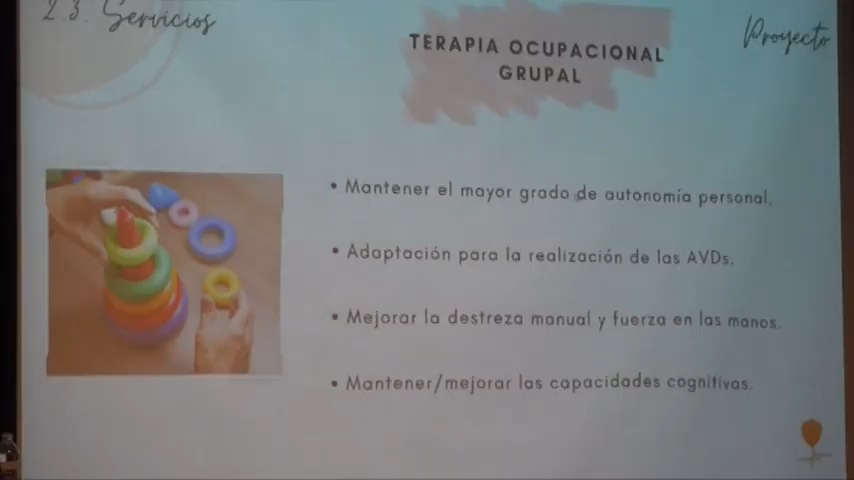 2.3. Servicios
Proyecto
TERAPIA OCUPACIONAL
GRUPAL
• Mantener el mayor grado de autonomía personal.
• Adaptación para la realización de las AVDs.
• Mejorar la destreza manual y fuerza en las manos.
• Mantener/mejorar las capacidades cognitivas.